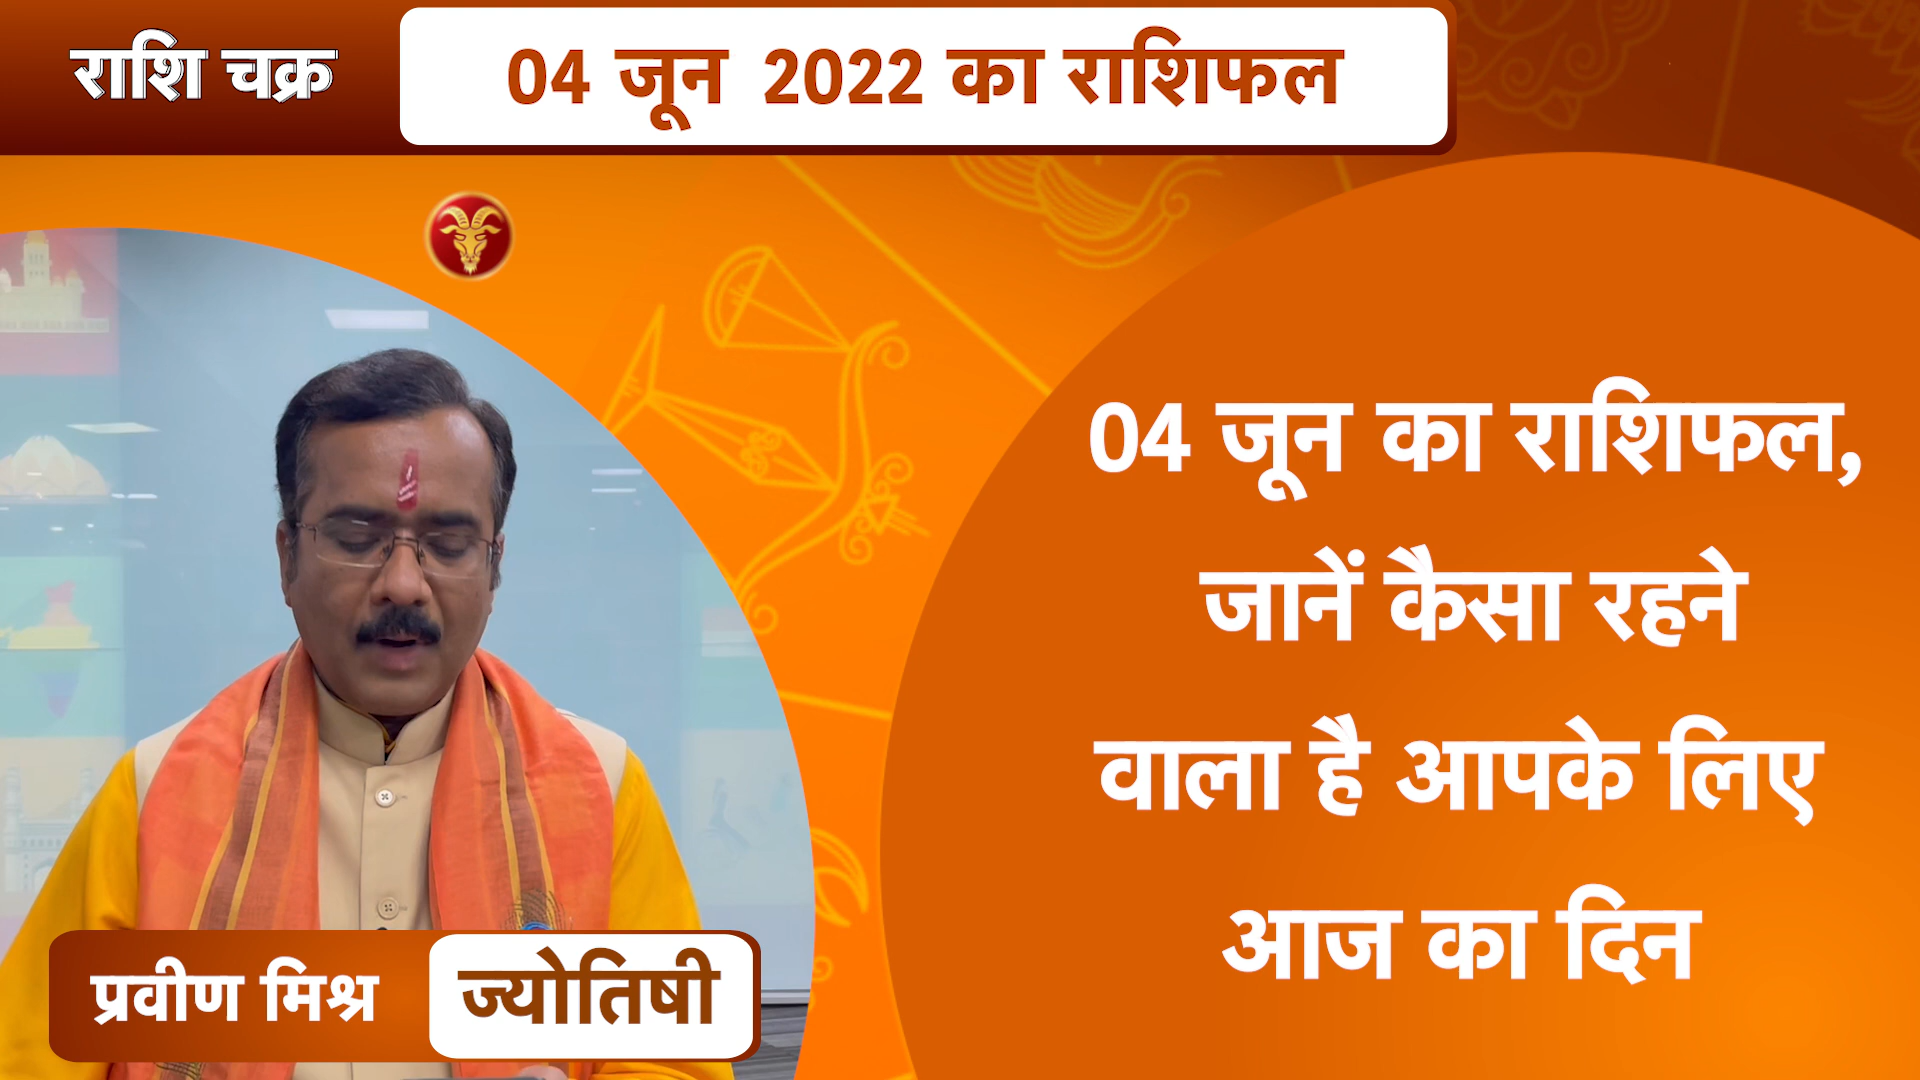 राशि चक्र
04 जून 2022 का राशिफल
04 जून का राशिफल,
जानें कैसा रहने
वाला है आपके लिए
आज का दिन
प्रवीण मिश्र
ज्योतिषी